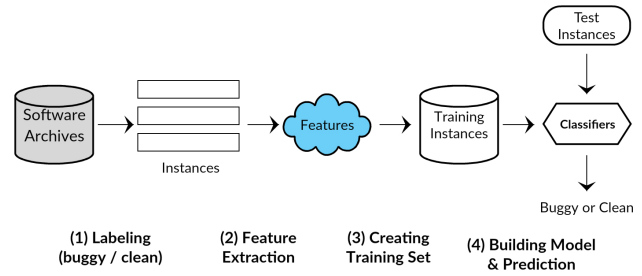 Test
Instances
Software
Archives
Instances
Features
Training
Instances
Classifiers
Buggy or Clean
(1) Labeling
(buggy / clean)
(2) Feature
Extraction
(3) Creating
Training Set
(4) Building Model
& Prediction